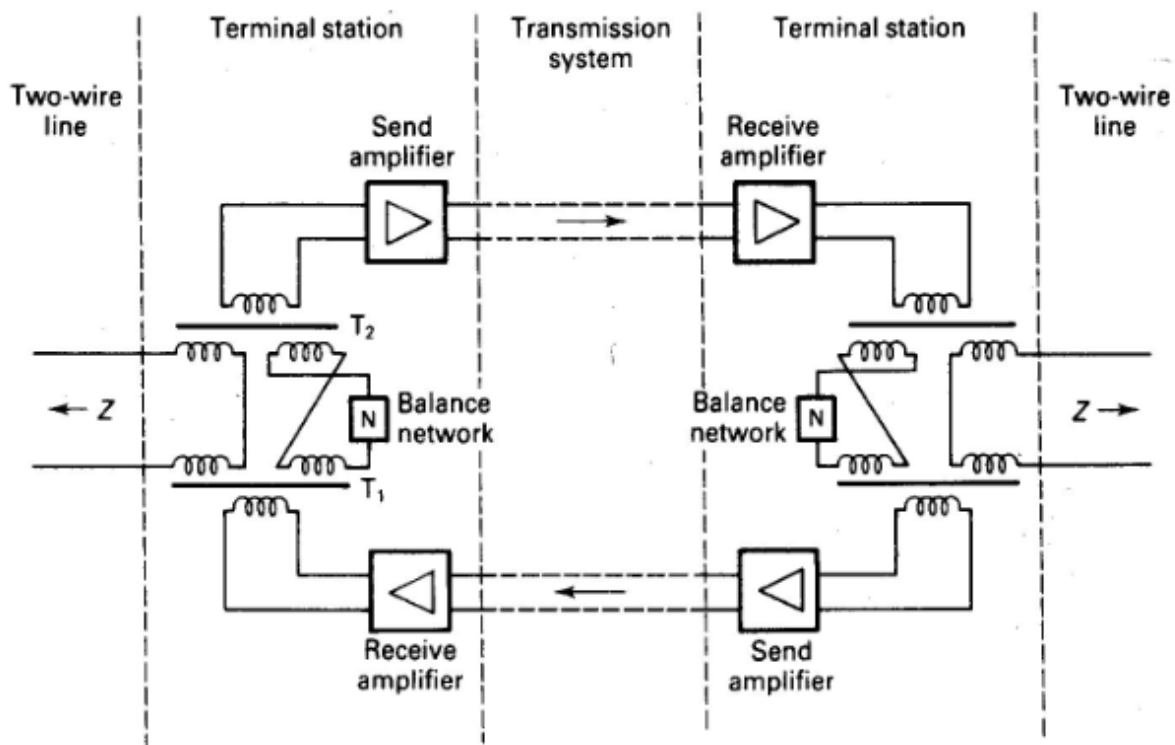 Terminal station
Transmission
system
Terminal station
Two-wire
line
Two-wire
line
Send
amplifier
Receive
amplifier
T2
Z
N
Balance
network
Balance
network
N
Z
T1
Receive
amplifier
Send
amplifier